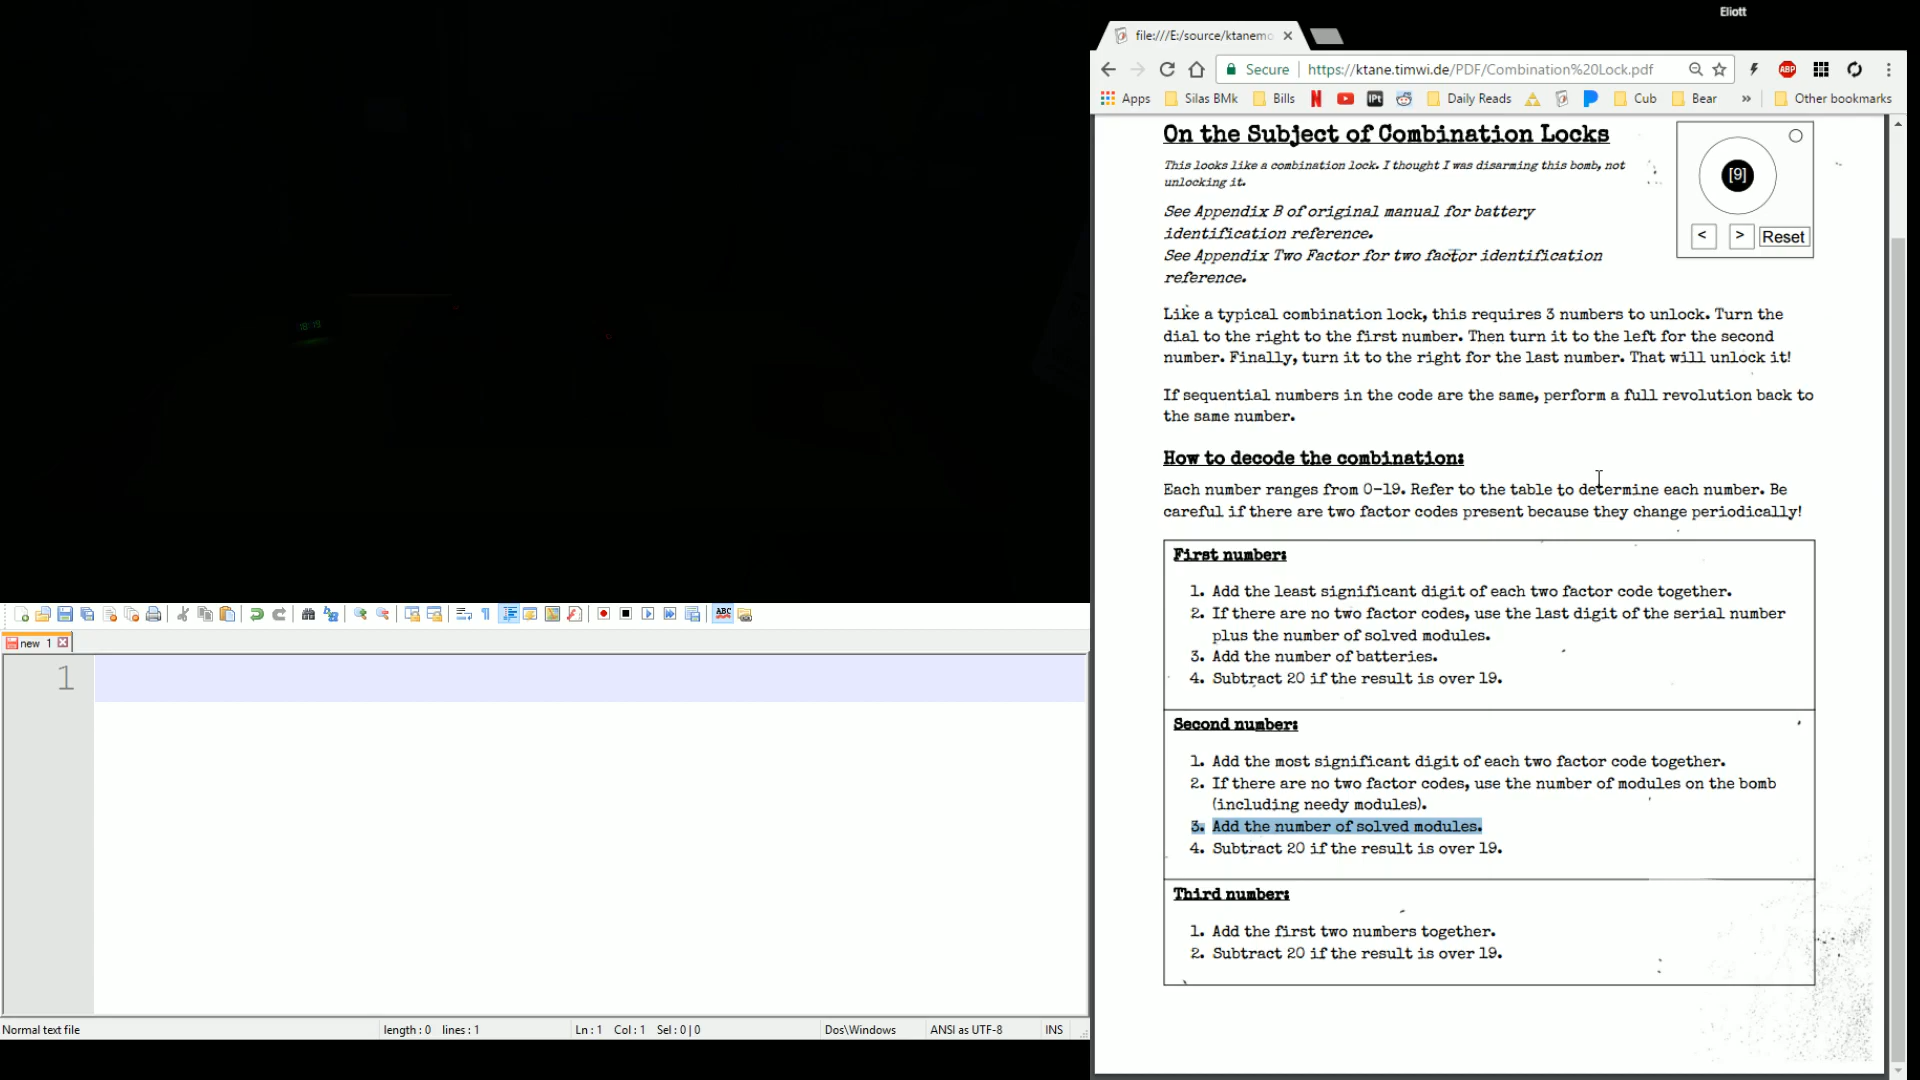 Eliott
file:///E:/source/ktanemo
Secure https://ktane.timwi.de/PDF/Combination%20Lock.pdf
ABP
Apps Silas BMk Bills N IPt Daily Reads Cub Bear » Other bookmarks
On the Subject of Combination Locks
This looks like a combination lock. I thought I was disarming this bomb, not
unlocking it.
[9]
< > Reset
See Appendix B of original manual for battery
identification reference.
See Appendix Two Factor for two factor identification
reference.
Like a typical combination lock, this requires 3 numbers to unlock. Turn the
dial to the right to the first number. Then turn it to the left for the second
number. Finally, turn it to the right for the last number. That will unlock it!
If sequential numbers in the code are the same, perform a full revolution back to
the same number.
How to decode the combination:
Each number ranges from 0-19. Refer to the table to determine each number. Be
careful if there are two factor codes present because they change periodically!
First number:
1. Add the least significant digit of each two factor code together.
2. If there are no two factor codes, use the last digit of the serial number
plus the number of solved modules.
3. Add the number of batteries.
4. Subtract 20 if the result is over 19.
Second number:
1. Add the most significant digit of each two factor code together.
2. If there are no two factor codes, use the number of modules on the bomb
(including needy modules).
3. Add the number of solved modules.
4. Subtract 20 if the result is over 19.
Third number:
1. Add the first two numbers together.
2. Subtract 20 if the result is over 19.
ABC
new 1
1
Normal text file length : 0 lines : 1 Ln : 1 Col : 1 Sel : 0 | 0 Dos\Windows ANSI as UTF-8 INS